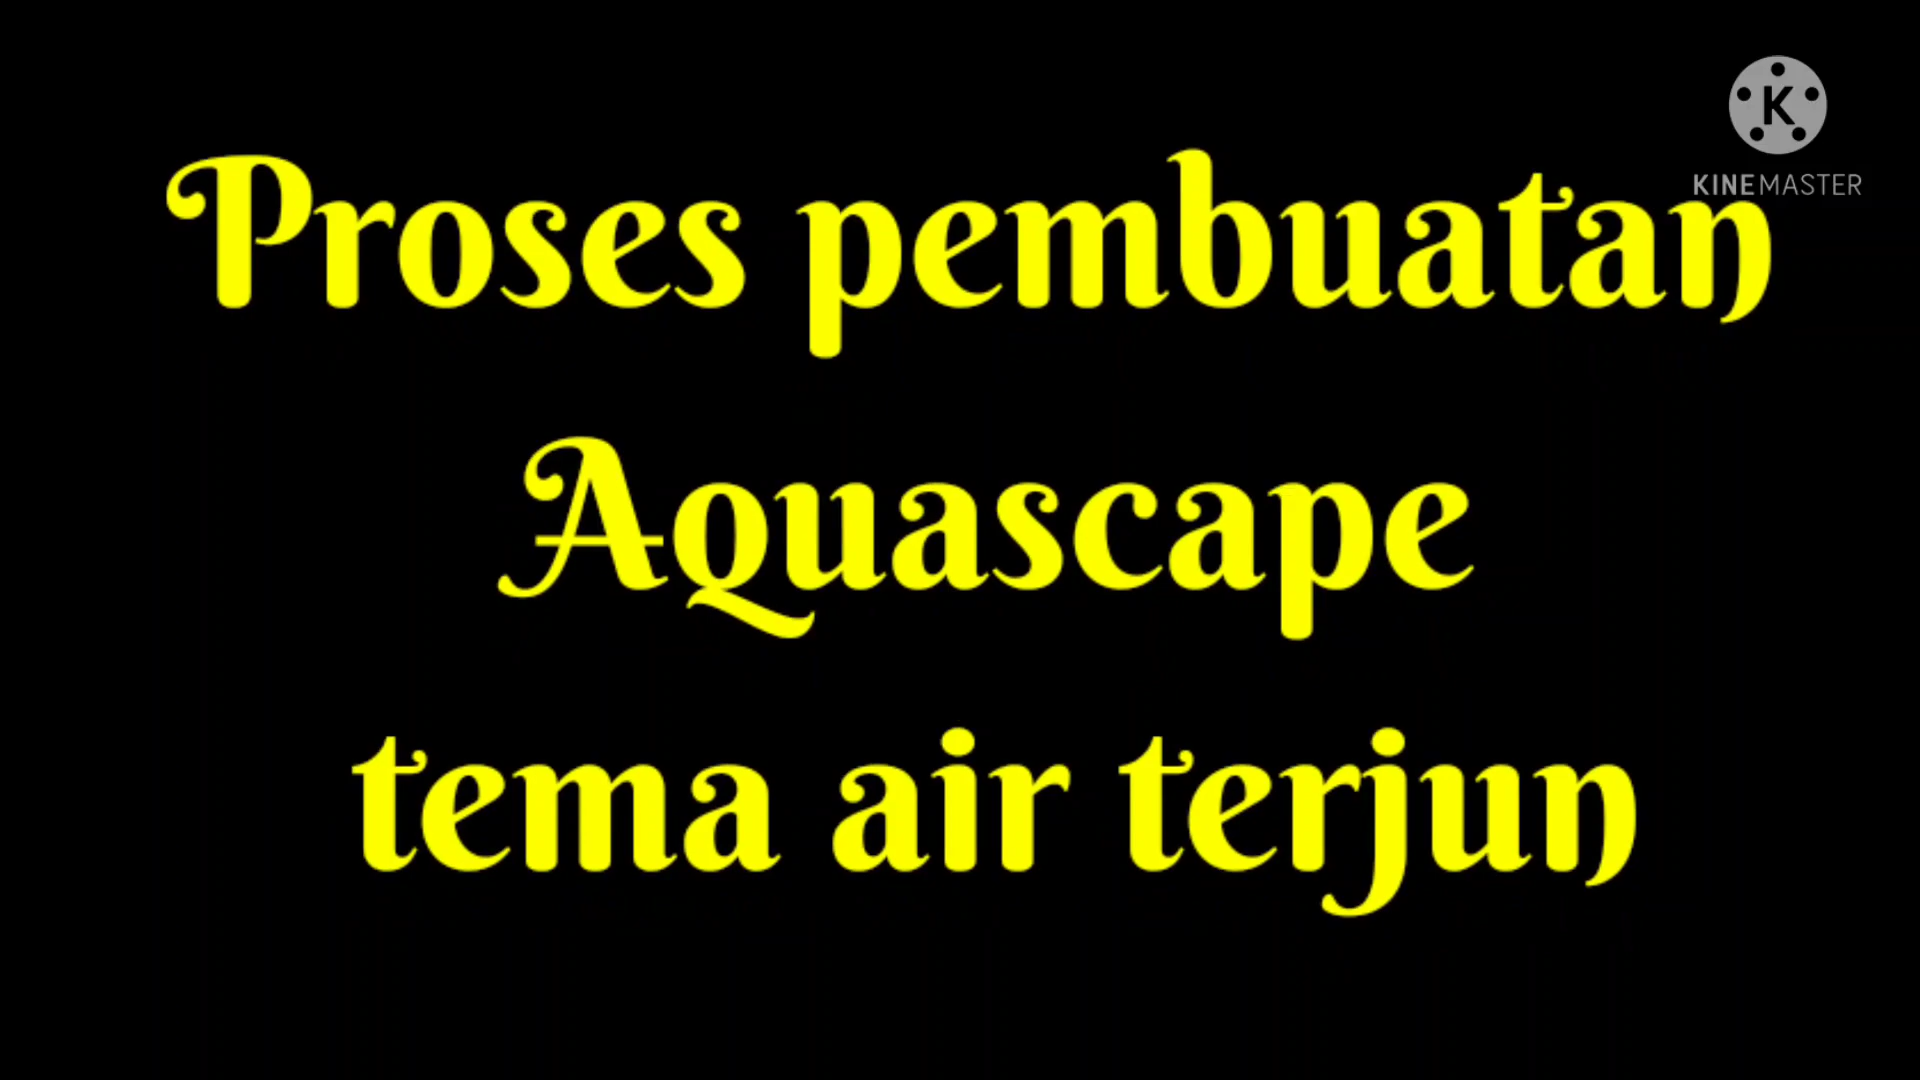 K
KINEMASTER
Proses pembuatan
Aquascape
tema air terjun